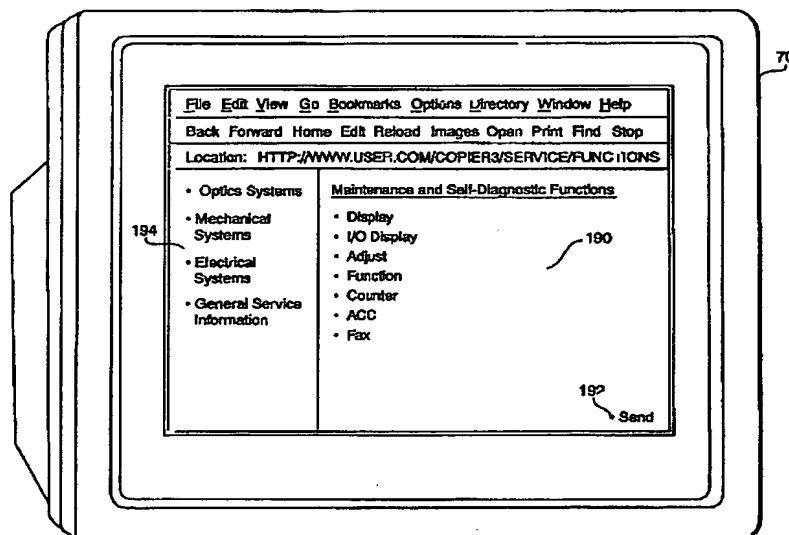 File Edit View Go Bookmarks Options Directory Window Help
Back Forward Home Edit Reload Images Open Print Find Stop
Location: HTTP://WWW.USER.COM/COPIER3/SERVICE/FUNCTIONS
• Optics Systems
• Mechanical
Systems
• Electrical
Systems
• General Service
Information
194
Maintenance and Self-Diagnostic Functions
• Display
• I/O Display
• Adjust
• Function
• Counter
• ACC
• Fax
190
192
• Send